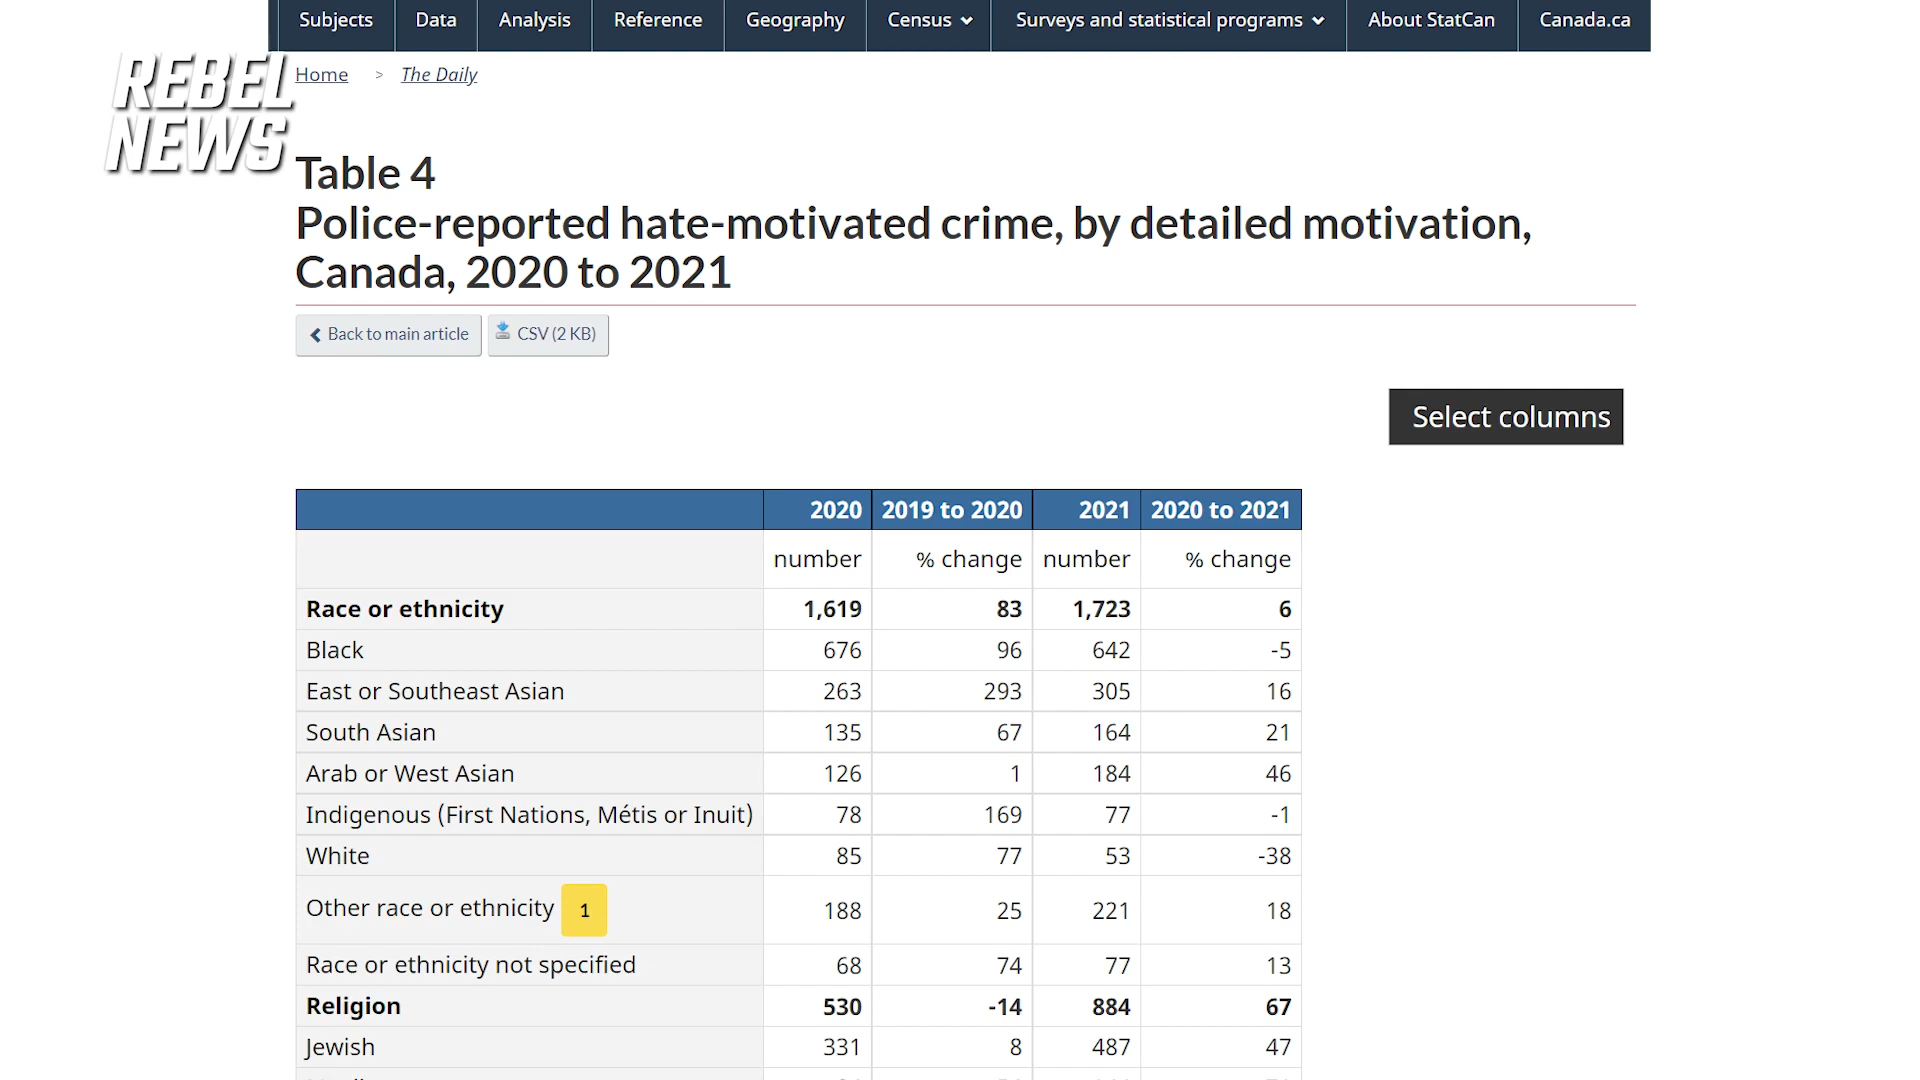 Subjects Data Analysis Reference Geography Census Surveys and statistical programs About StatCan Canada.ca
REBEL
NEWS
Home > The Daily
Table 4
Police-reported hate-motivated crime, by detailed motivation,
Canada, 2020 to 2021
Back to main article CSV (2 KB)
Select columns
2020 2019 to 2020 2021 2020 to 2021
number % change number % change
Race or ethnicity 1,619 83 1,723 6
Black 676 96 642 -5
East or Southeast Asian 263 293 305 16
South Asian 135 67 164 21
Arab or West Asian 126 1 184 46
Indigenous (First Nations, Métis or Inuit) 78 169 77 -1
White 85 77 53 -38
Other race or ethnicity 1 188 25 221 18
Race or ethnicity not specified 68 74 77 13
Religion 530 -14 884 67
Jewish 331 8 487 47